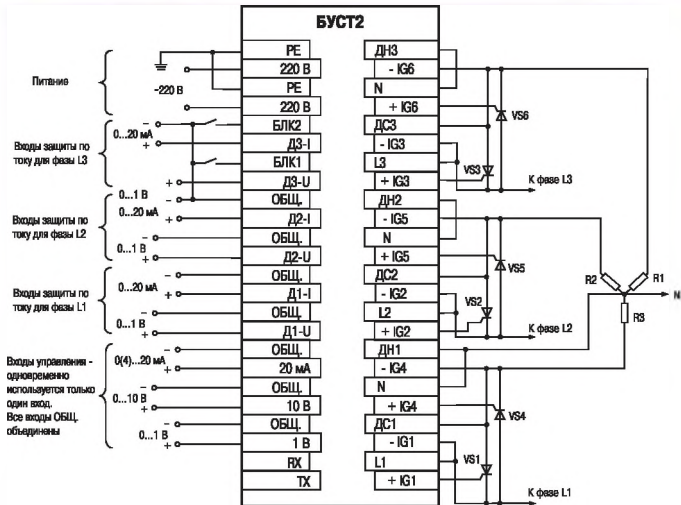 БУСТ2
Питание
~220 В
Входы защиты по
току для фазы L3
0...20 мА
−
+
+
Входы защиты по
току для фазы L2
0...1 В
−
0...20 мА
+
0...1 В
−
+
Входы защиты по
току для фазы L1
0...20 мА
−
+
0...1 В
−
+
Входы управления -
одновременно
используется только
один вход.
Все входы ОБЩ.
объединены
0(4)...20 мА
−
+
0...10 В
−
+
0...1 В
−
+
PE
220 В
PE
220 В
БЛК2
Д3-I
БЛК1
Д3-U
ОБЩ.
Д2-I
ОБЩ.
Д2-U
ОБЩ.
Д1-I
ОБЩ.
Д1-U
ОБЩ.
20 мА
ОБЩ.
10 В
ОБЩ.
1 В
RX
TX
ДН3
- IG6
N
+ IG6
ДС3
- IG3
L3
+ IG3
ДН2
- IG5
N
+ IG5
ДС2
- IG2
L2
+ IG2
ДН1
- IG4
N
+ IG4
ДС1
- IG1
L1
+ IG1
VS6
VS3
К фазе L3
VS5
VS2
К фазе L2
R2
R1
N
R3
VS4
VS1
К фазе L1